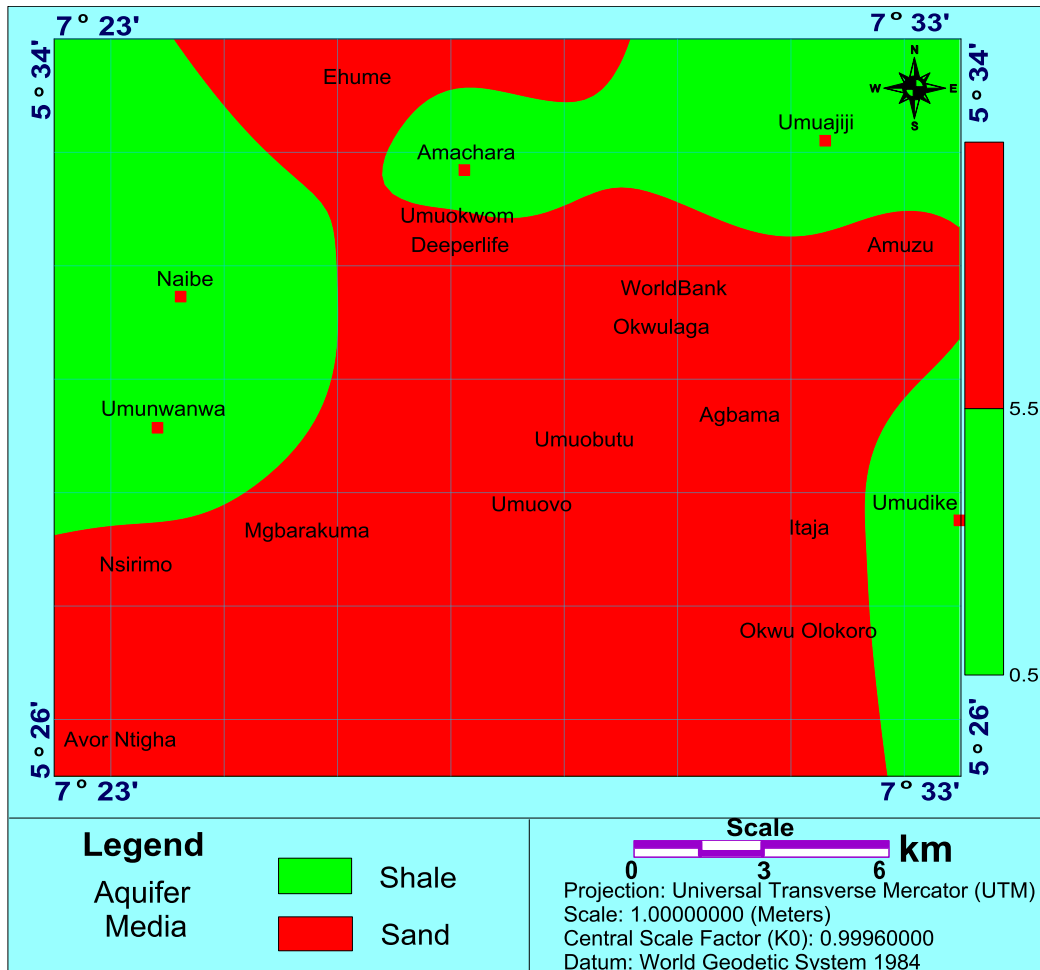 7° 23'
7° 33'
5° 34'
5° 34'
N
W
E
S
Ehume
Umuajiji
Amachara
Umuokwom
Deeperlife
Amuzu
Naibe
WorldBank
Okwulaga
Umunwanwa
5.5
Agbama
Umuobutu
Umuovo
Umudike
Mgbarakuma
Itaja
Nsirimo
Okwu Olokoro
0.5
Avor Ntigha
5° 26'
5° 26'
7° 23'
7° 33'
Legend
Aquifer
Media
Shale
Sand
Scale
km
0 3 6
Projection: Universal Transverse Mercator (UTM)
Scale: 1.00000000 (Meters)
Central Scale Factor (K0): 0.99960000
Datum: World Geodetic System 1984